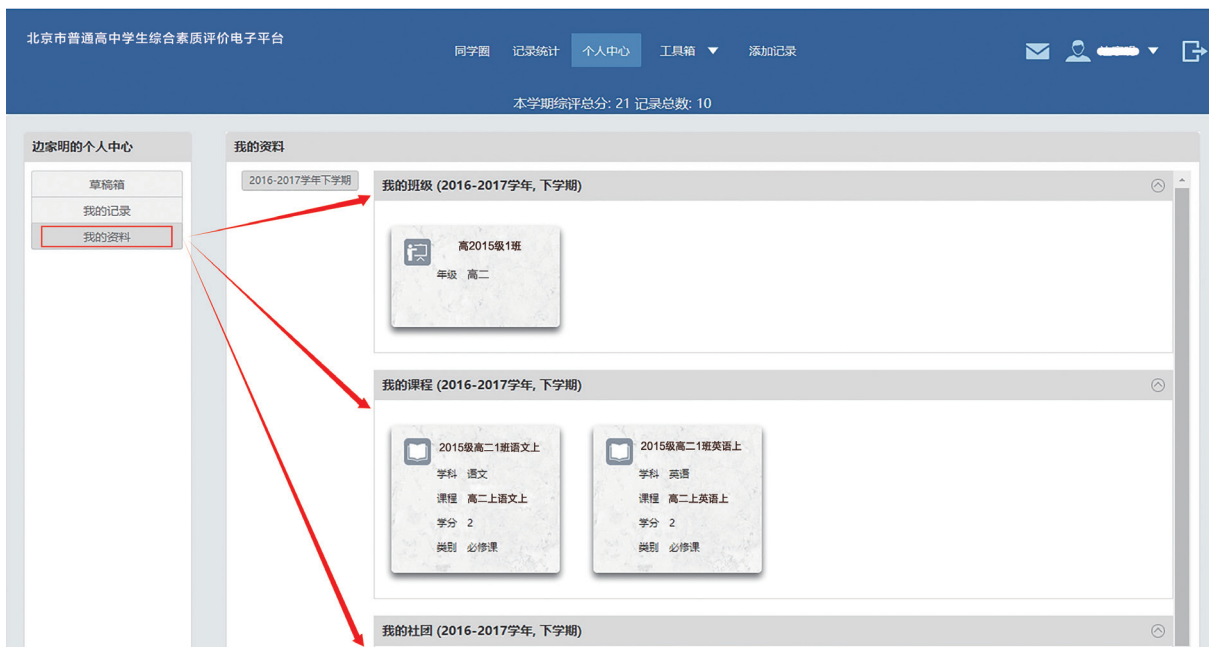 北京市普通高中学生综合素质评价电子平台
同学圈 记录统计 个人中心 工具箱 ▼ 添加记录
本学期综评总分: 21 记录总数: 10
边家明的个人中心
草稿箱
我的记录
我的资料
我的资料
2016-2017学年下学期
我的班级 (2016-2017学年, 下学期)
高2015级1班
年级 高二
我的课程 (2016-2017学年, 下学期)
2015级高二1班语文上
学科 语文
课程 高二上语文上
学分 2
类别 必修课
2015级高二1班英语上
学科 英语
课程 高二上英语上
学分 2
类别 必修课
我的社团 (2016-2017学年, 下学期)